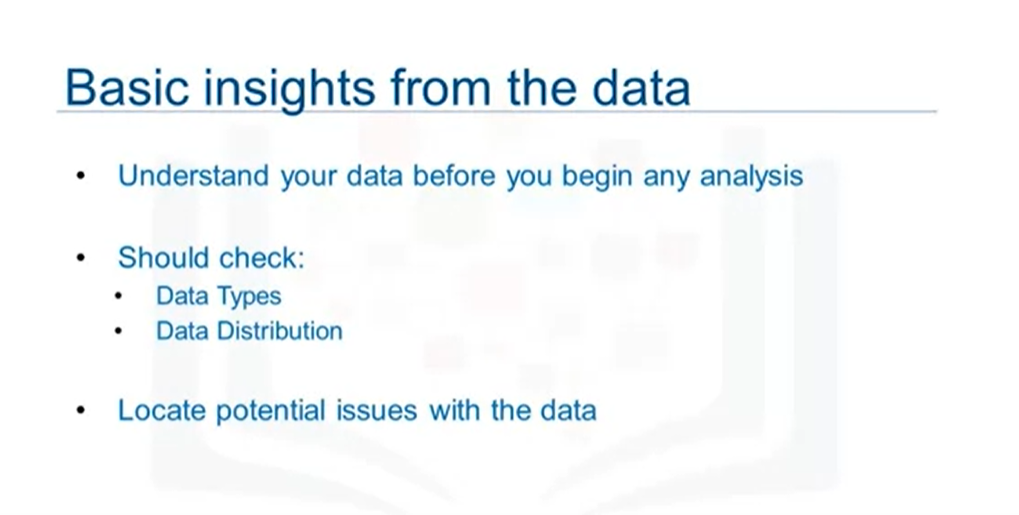 Basic insights from the data
• Understand your data before you begin any analysis
• Should check:
• Data Types
• Data Distribution
• Locate potential issues with the data